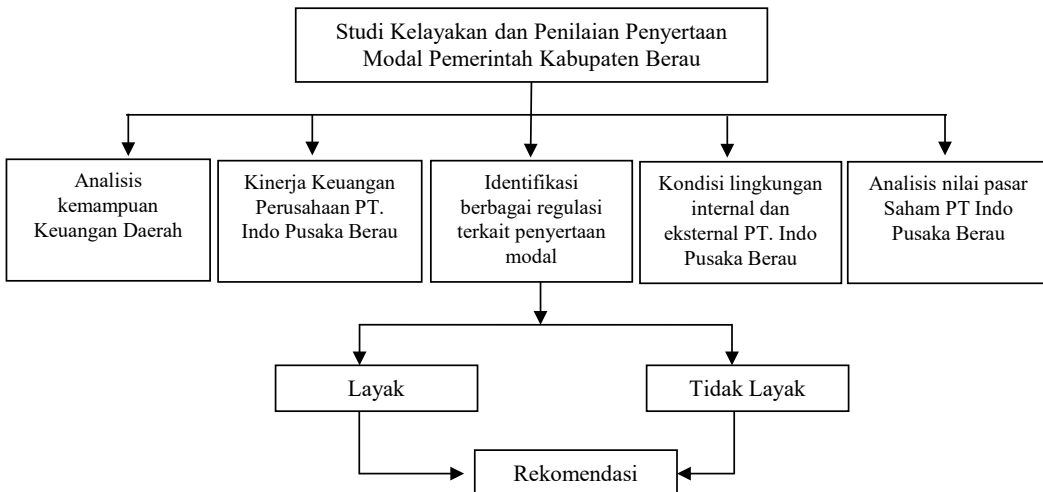 Studi Kelayakan dan Penilaian Penyertaan
Modal Pemerintah Kabupaten Berau
Analisis
kemampuan
Keuangan Daerah
Kinerja Keuangan
Perusahaan PT.
Indo Pusaka Berau
Identifikasi
berbagai regulasi
terkait penyertaan
modal
Kondisi lingkungan
internal dan
eksternal PT. Indo
Pusaka Berau
Analisis nilai pasar
Saham PT Indo
Pusaka Berau
Layak
Tidak Layak
Rekomendasi